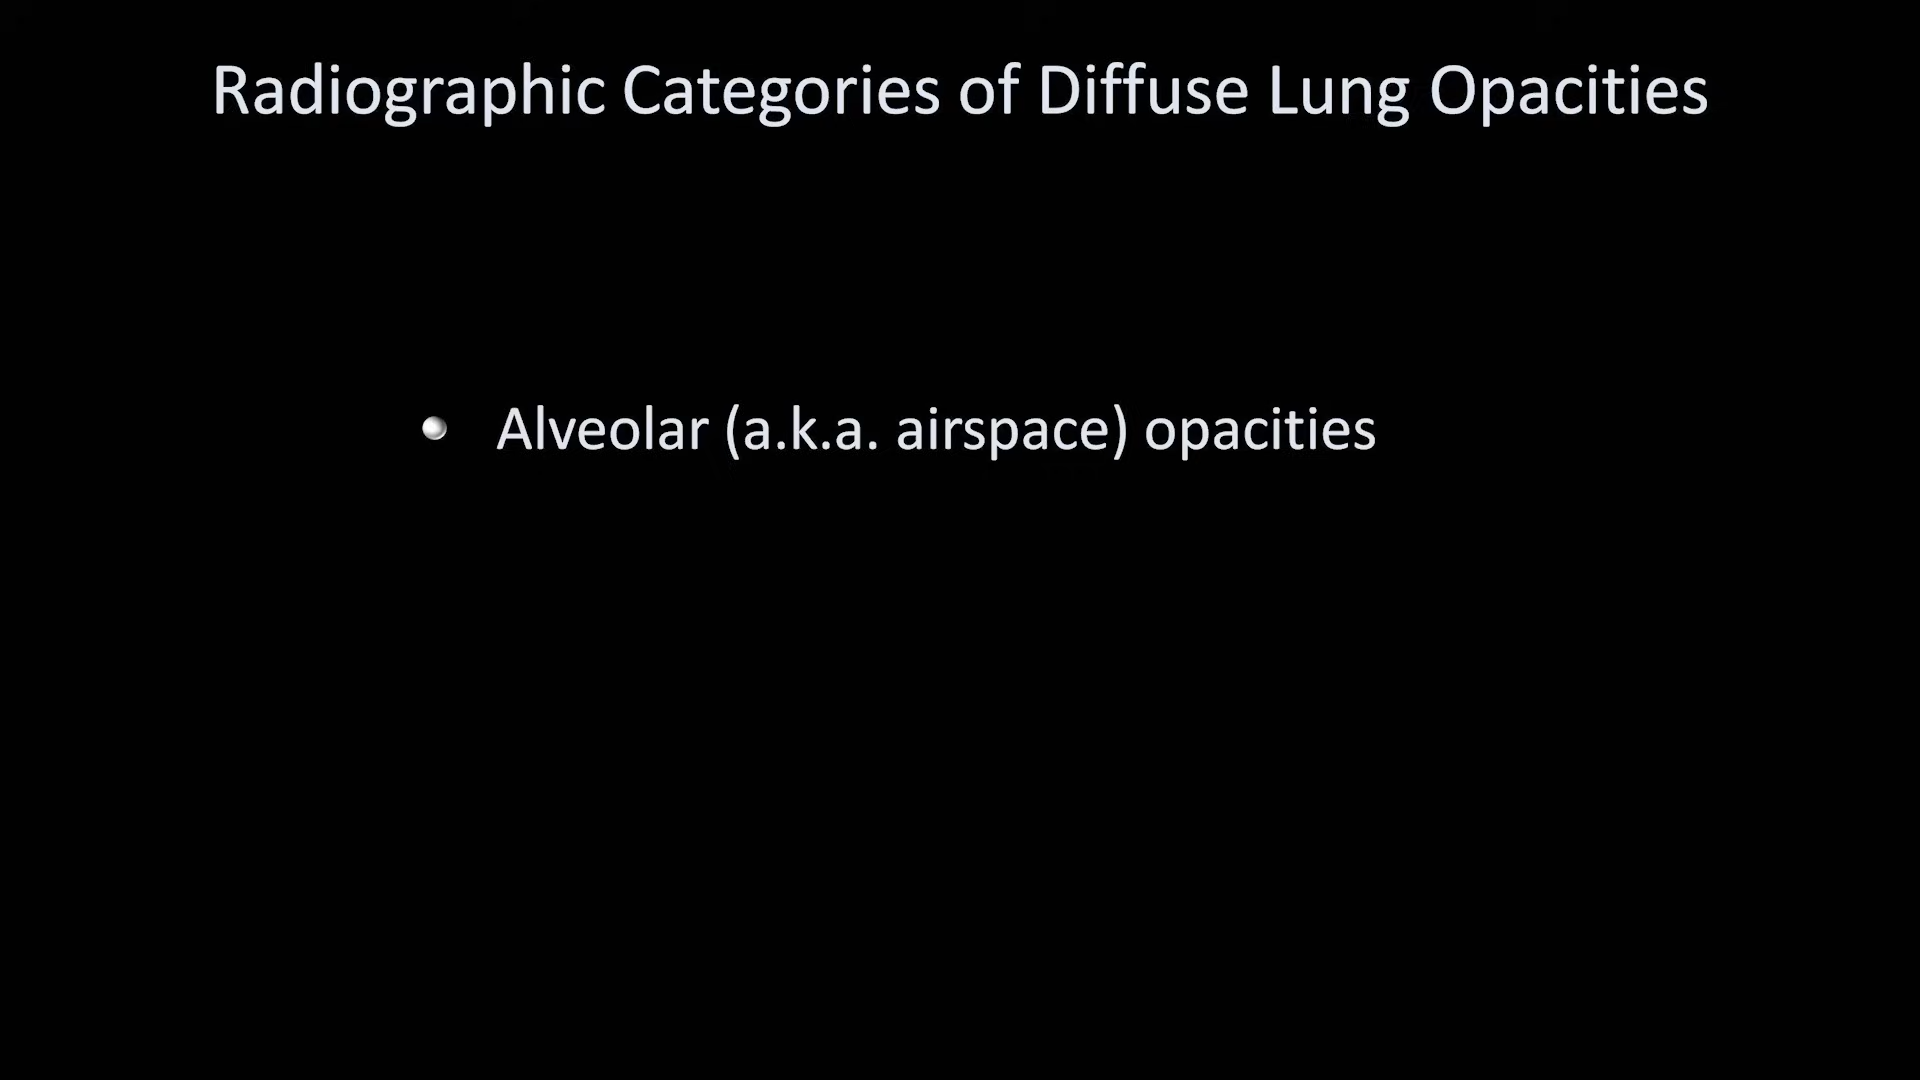 Radiographic Categories of Diffuse Lung Opacities
• Alveolar (a.k.a. airspace) opacities